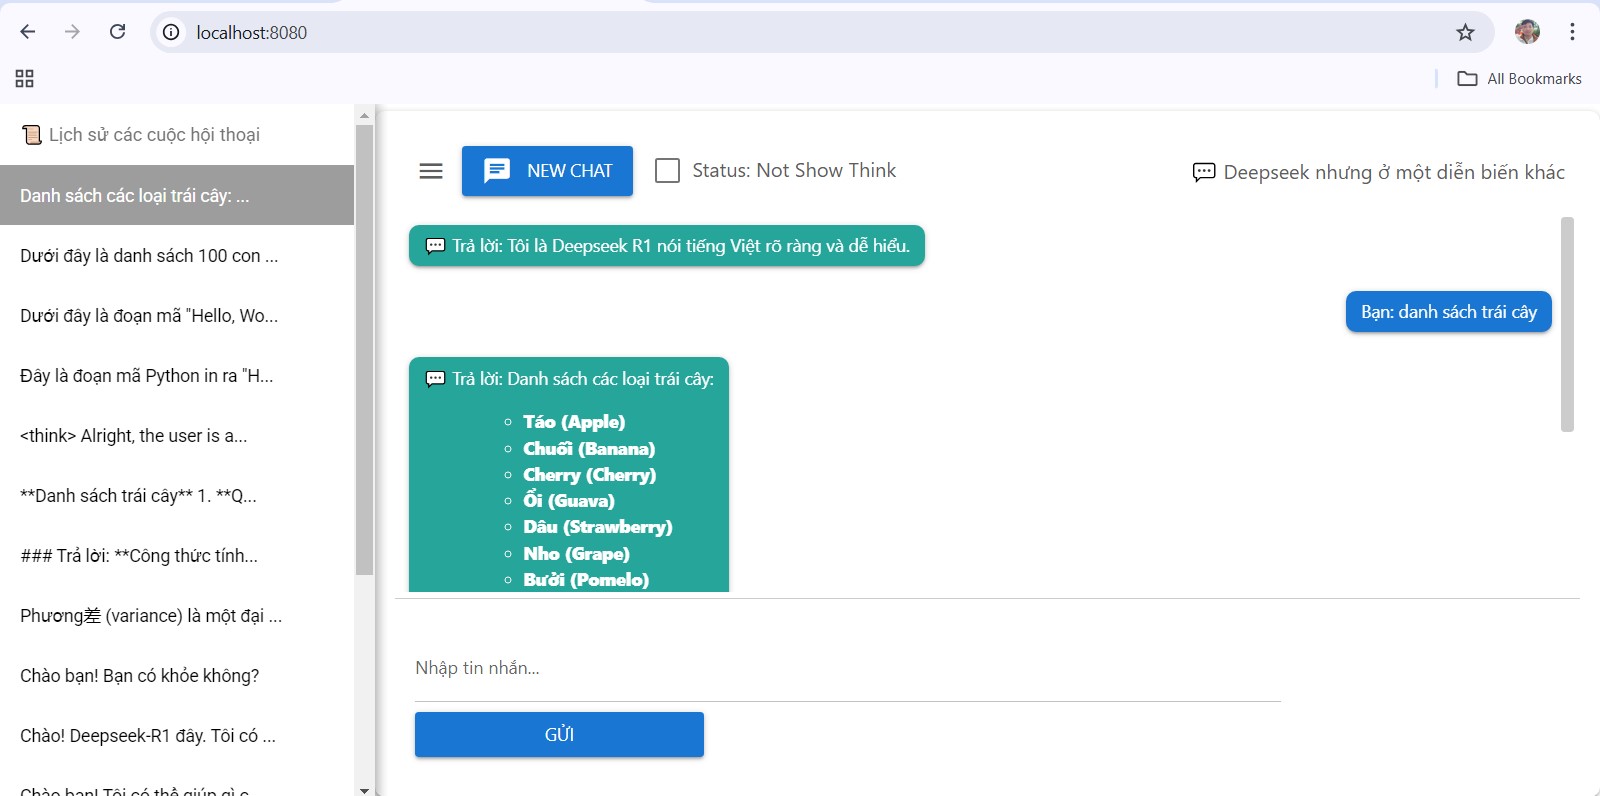 localhost:8080
All Bookmarks
📜 Lịch sử các cuộc hội thoại
Danh sách các loại trái cây: ...
Dưới đây là danh sách 100 con ...
Dưới đây là đoạn mã "Hello, Wo...
Đây là đoạn mã Python in ra "H...
<think> Alright, the user is a...
**Danh sách trái cây** 1. **Q...
### Trả lời: **Công thức tính...
Phương差 (variance) là một đại ...
Chào bạn! Bạn có khỏe không?
Chào! Deepseek-R1 đây. Tôi có ...
Chào bạn! Tôi có thể giúp gì c...
NEW CHAT
Status: Not Show Think
💬 Deepseek nhưng ở một diễn biến khác
💬 Trả lời: Tôi là Deepseek R1 nói tiếng Việt rõ ràng và dễ hiểu.
Bạn: danh sách trái cây
💬 Trả lời: Danh sách các loại trái cây:
Táo (Apple)
Chuối (Banana)
Cherry (Cherry)
Ổi (Guava)
Dâu (Strawberry)
Nho (Grape)
Bưởi (Pomelo)
Nhập tin nhắn...
GỬI